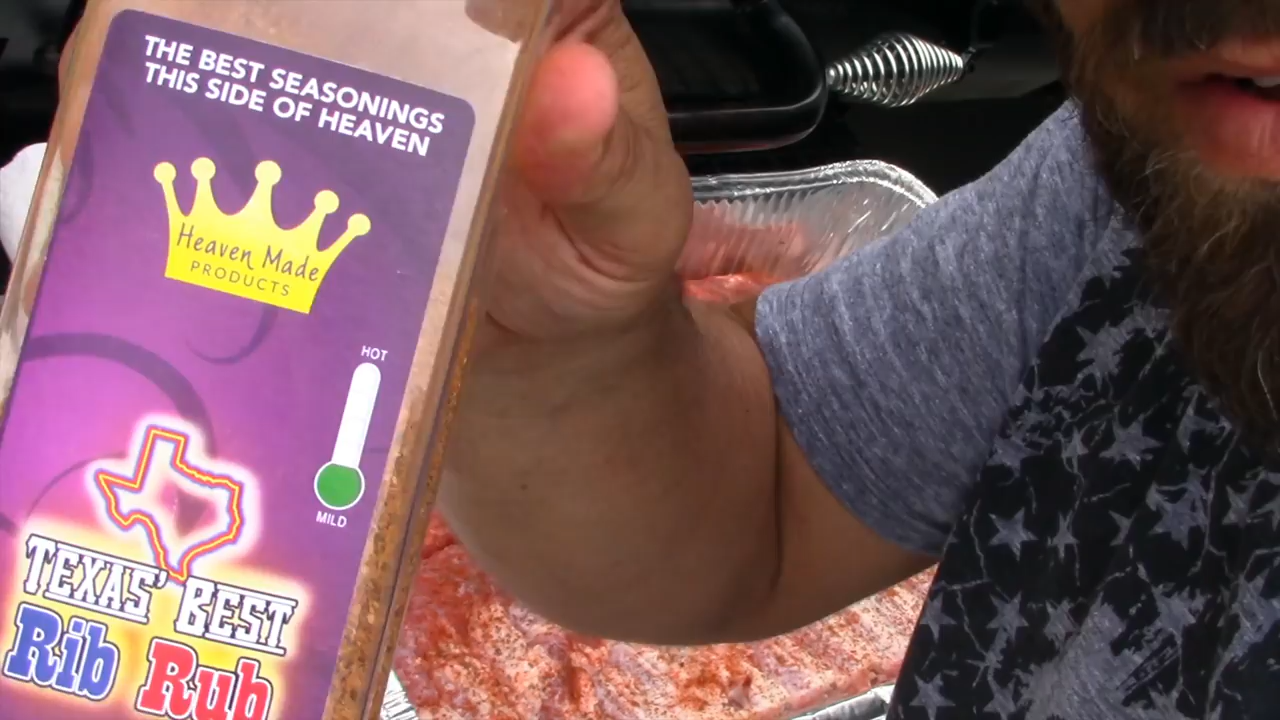 THE BEST SEASONINGS
THIS SIDE OF HEAVEN
Heaven Made
PRODUCTS
HOT
MILD
TEXAS' BEST
Rib Rub